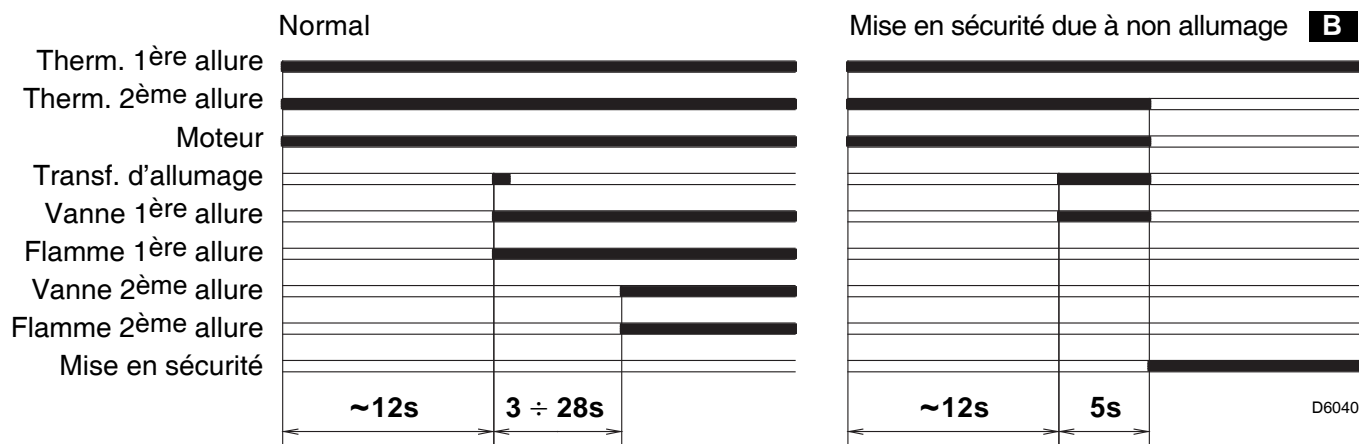 Normal
Mise en sécurité due à non allumage B
Therm. 1ère allure
Therm. 2ème allure
Moteur
Transf. d'allumage
Vanne 1ère allure
Flamme 1ère allure
Vanne 2ème allure
Flamme 2ème allure
Mise en sécurité
~12s 3 ÷ 28s ~12s 5s D6040